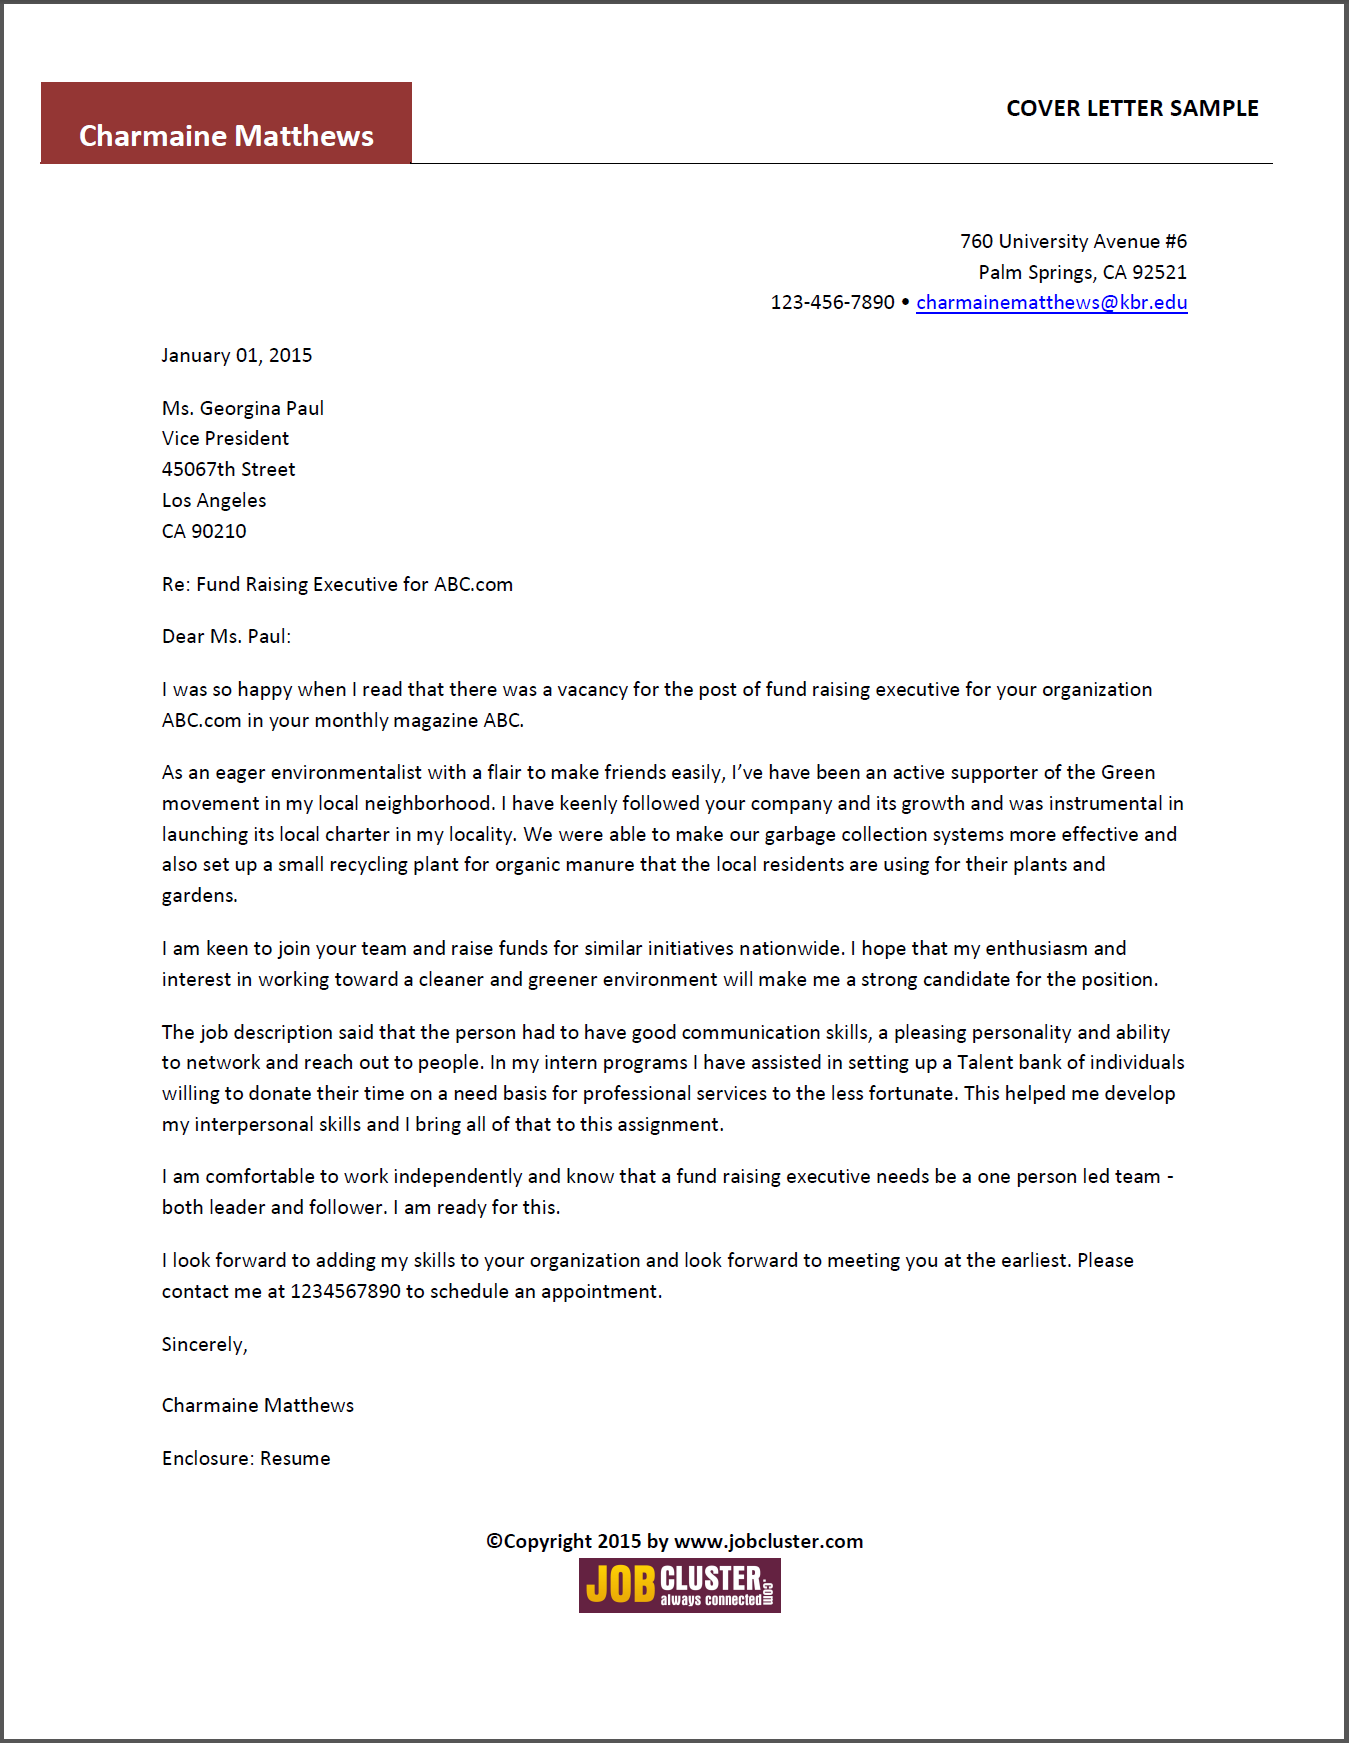 COVER LETTER SAMPLE
Charmaine Matthews
760 University Avenue #6
Palm Springs, CA 92521
123-456-7890 • charmainematthews@kbr.edu
January 01, 2015
Ms. Georgina Paul
Vice President
45067th Street
Los Angeles
CA 90210
Re: Fund Raising Executive for ABC.com
Dear Ms. Paul:
I was so happy when I read that there was a vacancy for the post of fund raising executive for your organization
ABC.com in your monthly magazine ABC.
As an eager environmentalist with a flair to make friends easily, I’ve have been an active supporter of the Green
movement in my local neighborhood. I have keenly followed your company and its growth and was instrumental in
launching its local charter in my locality. We were able to make our garbage collection systems more effective and
also set up a small recycling plant for organic manure that the local residents are using for their plants and
gardens.
I am keen to join your team and raise funds for similar initiatives nationwide. I hope that my enthusiasm and
interest in working toward a cleaner and greener environment will make me a strong candidate for the position.
The job description said that the person had to have good communication skills, a pleasing personality and ability
to network and reach out to people. In my intern programs I have assisted in setting up a Talent bank of individuals
willing to donate their time on a need basis for professional services to the less fortunate. This helped me develop
my interpersonal skills and I bring all of that to this assignment.
I am comfortable to work independently and know that a fund raising executive needs be a one person led team -
both leader and follower. I am ready for this.
I look forward to adding my skills to your organization and look forward to meeting you at the earliest. Please
contact me at 1234567890 to schedule an appointment.
Sincerely,
Charmaine Matthews
Enclosure: Resume
©Copyright 2015 by www.jobcluster.com
JOB CLUSTER.com
always connected